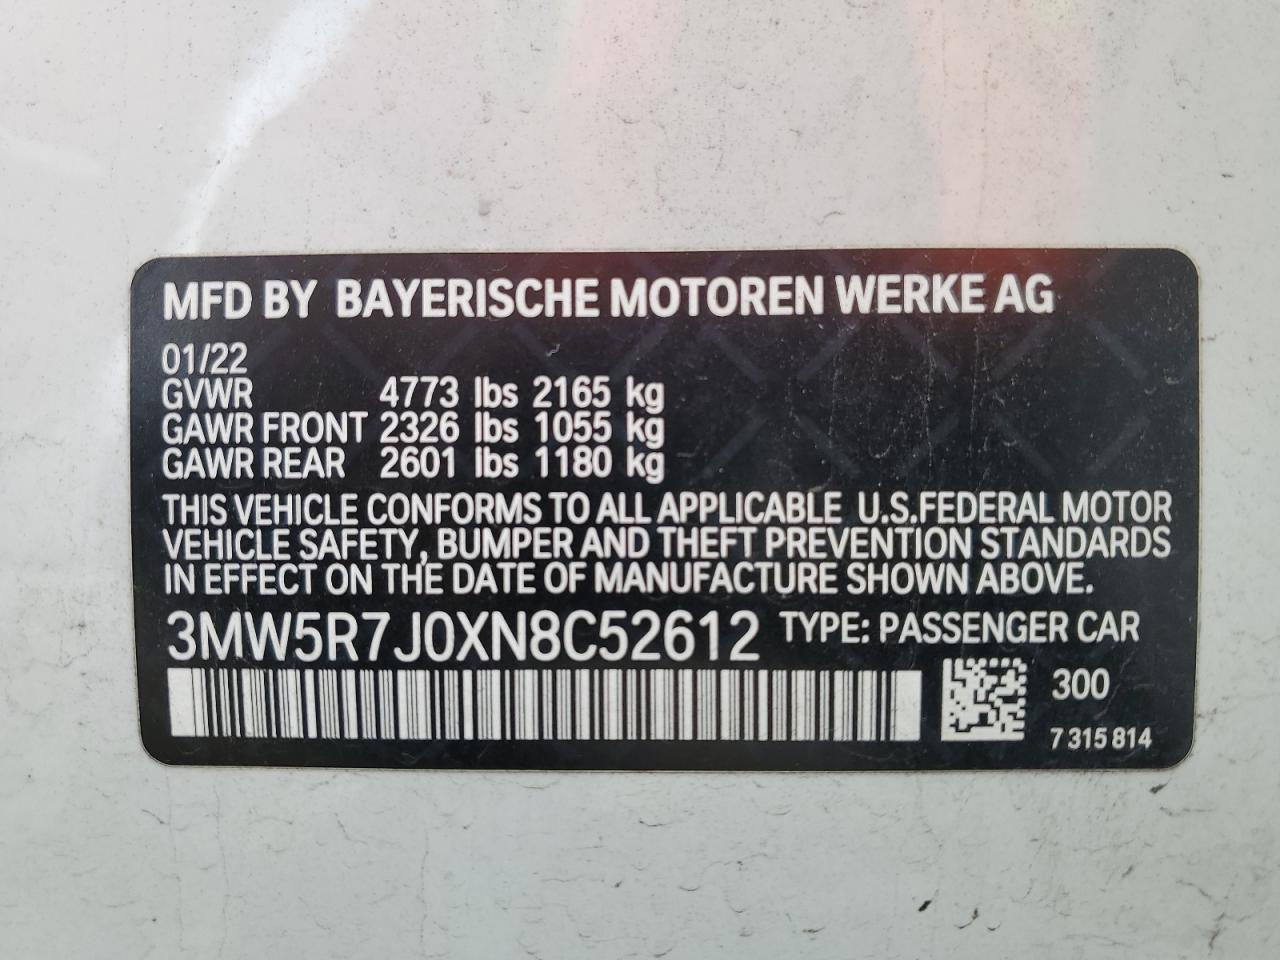 MFD BY BAYERISCHE MOTOREN WERKE AG
01/22
GVWR 4773 lbs 2165 kg
GAWR FRONT 2326 lbs 1055 kg
GAWR REAR 2601 lbs 1180 kg
THIS VEHICLE CONFORMS TO ALL APPLICABLE U.S.FEDERAL MOTOR
VEHICLE SAFETY, BUMPER AND THEFT PREVENTION STANDARDS
IN EFFECT ON THE DATE OF MANUFACTURE SHOWN ABOVE.
3MW5R7J0XN8C52612 TYPE: PASSENGER CAR
300
7 315 814